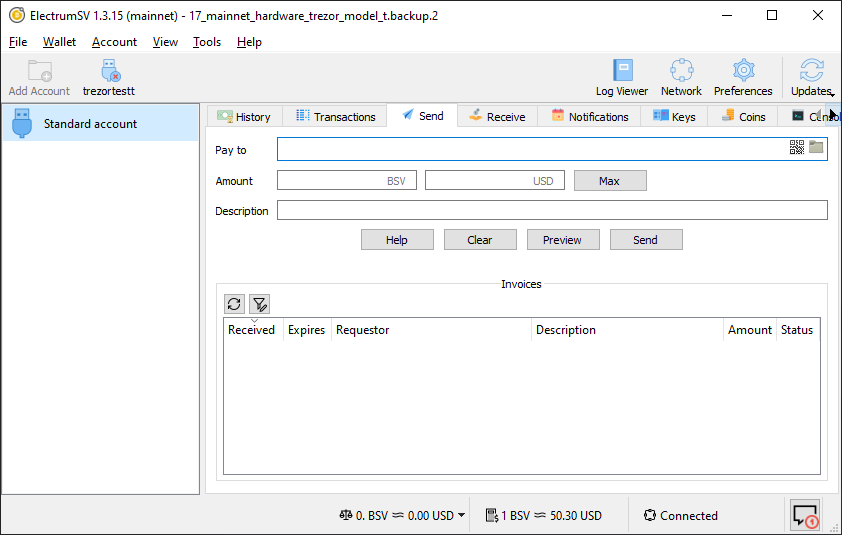 ElectrumSV 1.3.15 (mainnet) - 17_mainnet_hardware_trezor_model_t.backup.2
File Wallet Account View Tools Help
Add Account trezortestt Log Viewer Network Preferences Updates
Standard account
History Transactions Send Receive Notifications Keys Coins
Pay to
Amount BSV USD Max
Description
Help Clear Preview Send
Invoices
Received Expires Requestor Description Amount Status
0. BSV ≈ 0.00 USD 1 BSV ≈ 50.30 USD Connected 1